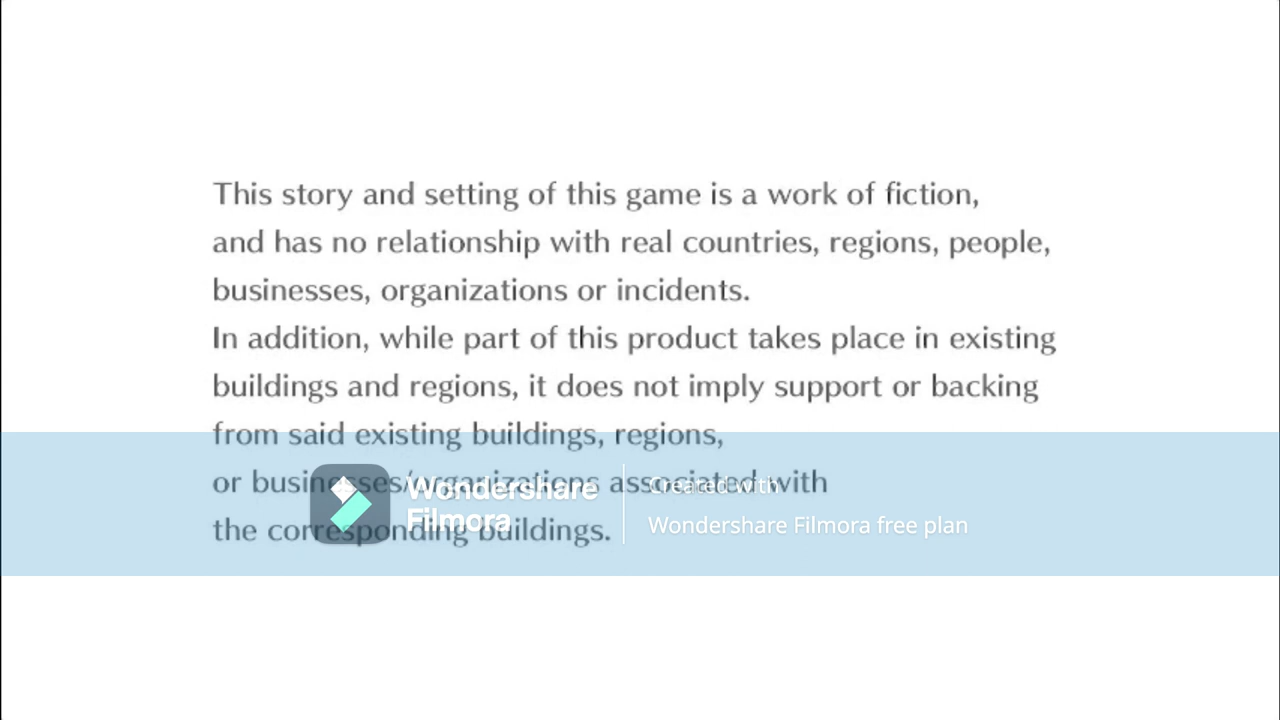 This story and setting of this game is a work of fiction,
and has no relationship with real countries, regions, people,
businesses, organizations or incidents.
In addition, while part of this product takes place in existing
buildings and regions, it does not imply support or backing
from said existing buildings, regions,
or businesses/organizations associated with
the corresponding buildings.
Wondershare
Filmora
Created with
Wondershare Filmora free plan